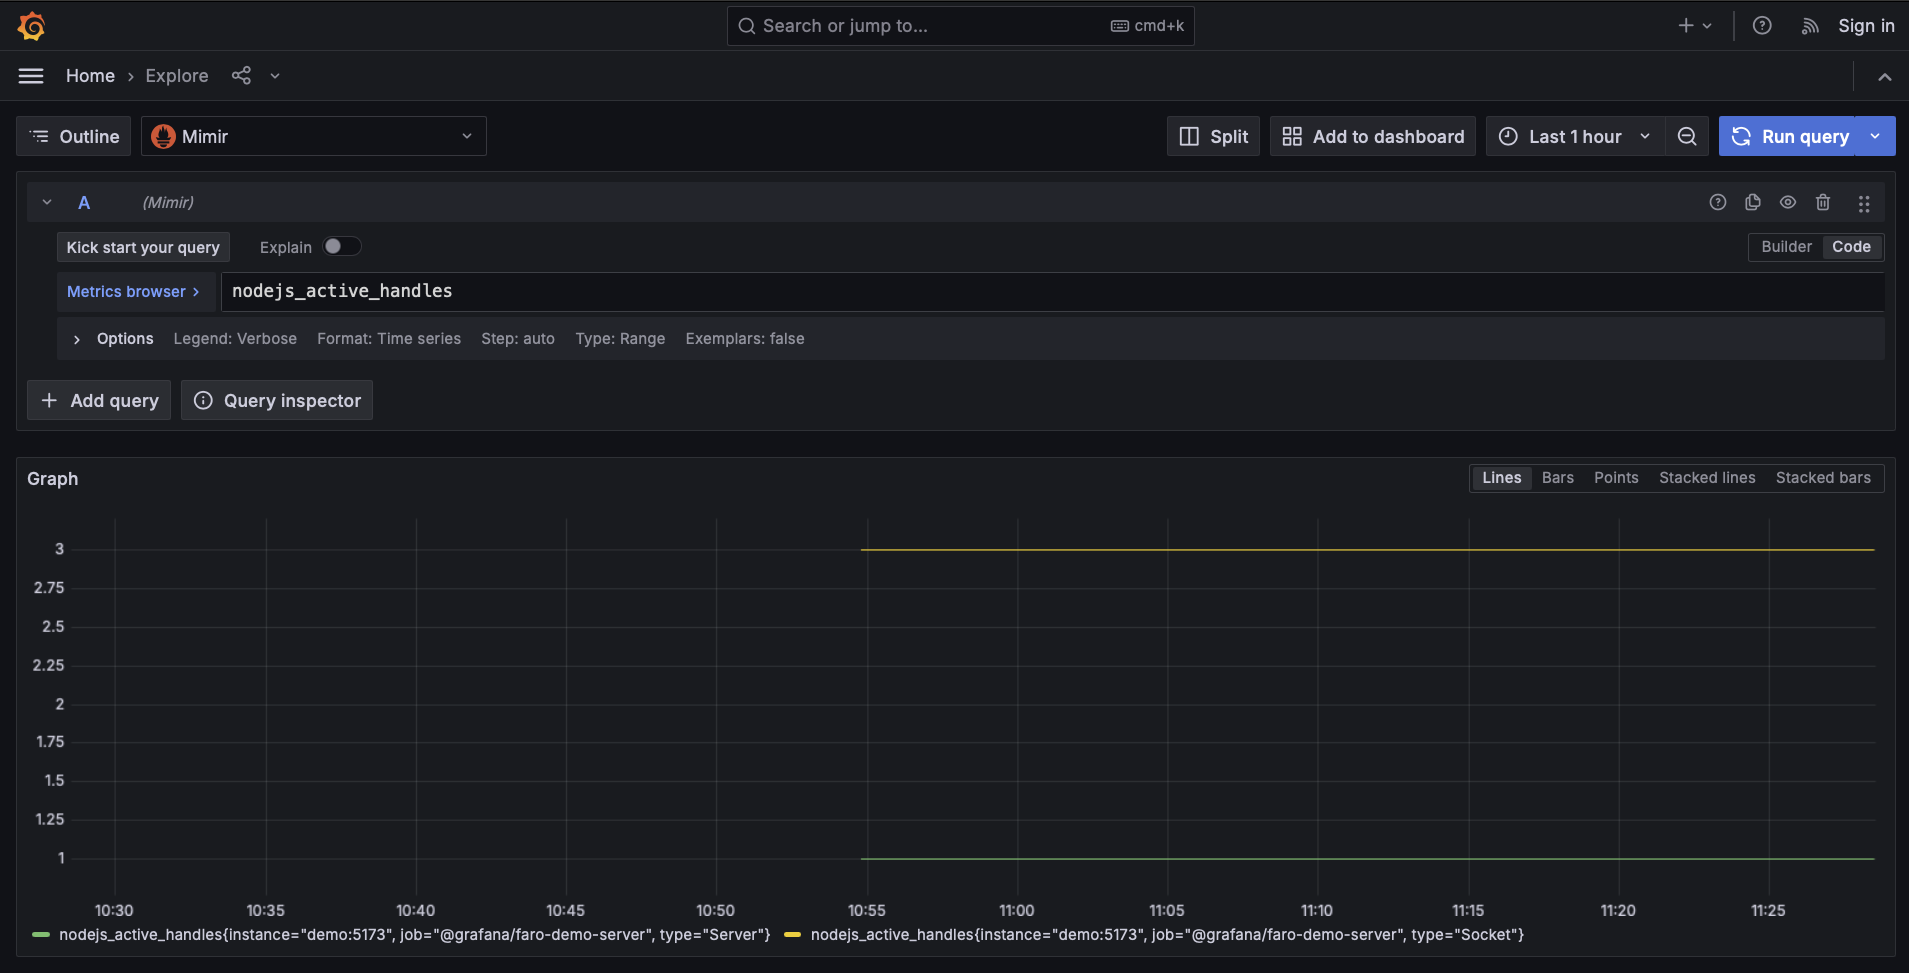 Search or jump to... cmd+k Sign in
Home › Explore
Outline Mimir Split Add to dashboard Last 1 hour Run query
A (Mimir)
Kick start your query Explain Builder Code
Metrics browser > nodejs_active_handles
Options Legend: Verbose Format: Time series Step: auto Type: Range Exemplars: false
+ Add query Query inspector
Graph Lines Bars Points Stacked lines Stacked bars
3
2.75
2.5
2.25
2
1.75
1.5
1.25
1
10:30 10:35 10:40 10:45 10:50 10:55 11:00 11:05 11:10 11:15 11:20 11:25
nodejs_active_handles{instance="demo:5173", job="@grafana/faro-demo-server", type="Server"} nodejs_active_handles{instance="demo:5173", job="@grafana/faro-demo-server", type="Socket"}